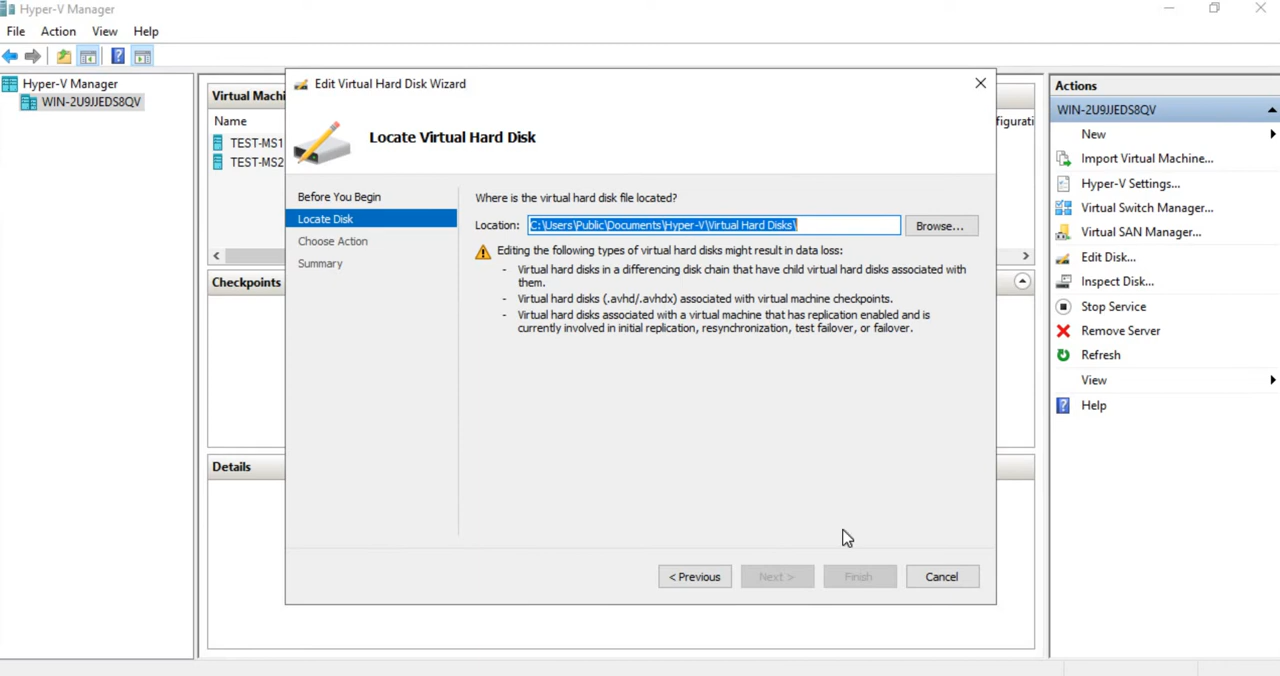 Hyper-V Manager
File Action View Help
Hyper-V Manager
WIN-2U9JJEDS8QV
Virtual Machi
Name
figurati
TEST-MS1
TEST-MS2
Checkpoints
Details
Edit Virtual Hard Disk Wizard
Locate Virtual Hard Disk
Before You Begin
Locate Disk
Choose Action
Summary
Where is the virtual hard disk file located?
Location: C:\Users\Public\Documents\Hyper-V\Virtual Hard Disks\ Browse...
Editing the following types of virtual hard disks might result in data loss:
- Virtual hard disks in a differencing disk chain that have child virtual hard disks associated with
them.
- Virtual hard disks (.avhd/.avhdx) associated with virtual machine checkpoints.
- Virtual hard disks associated with a virtual machine that has replication enabled and is
currently involved in initial replication, resynchronization, test failover, or failover.
< Previous Next > Finish Cancel
Actions
WIN-2U9JJEDS8QV
New
Import Virtual Machine...
Hyper-V Settings...
Virtual Switch Manager...
Virtual SAN Manager...
Edit Disk...
Inspect Disk...
Stop Service
Remove Server
Refresh
View
Help